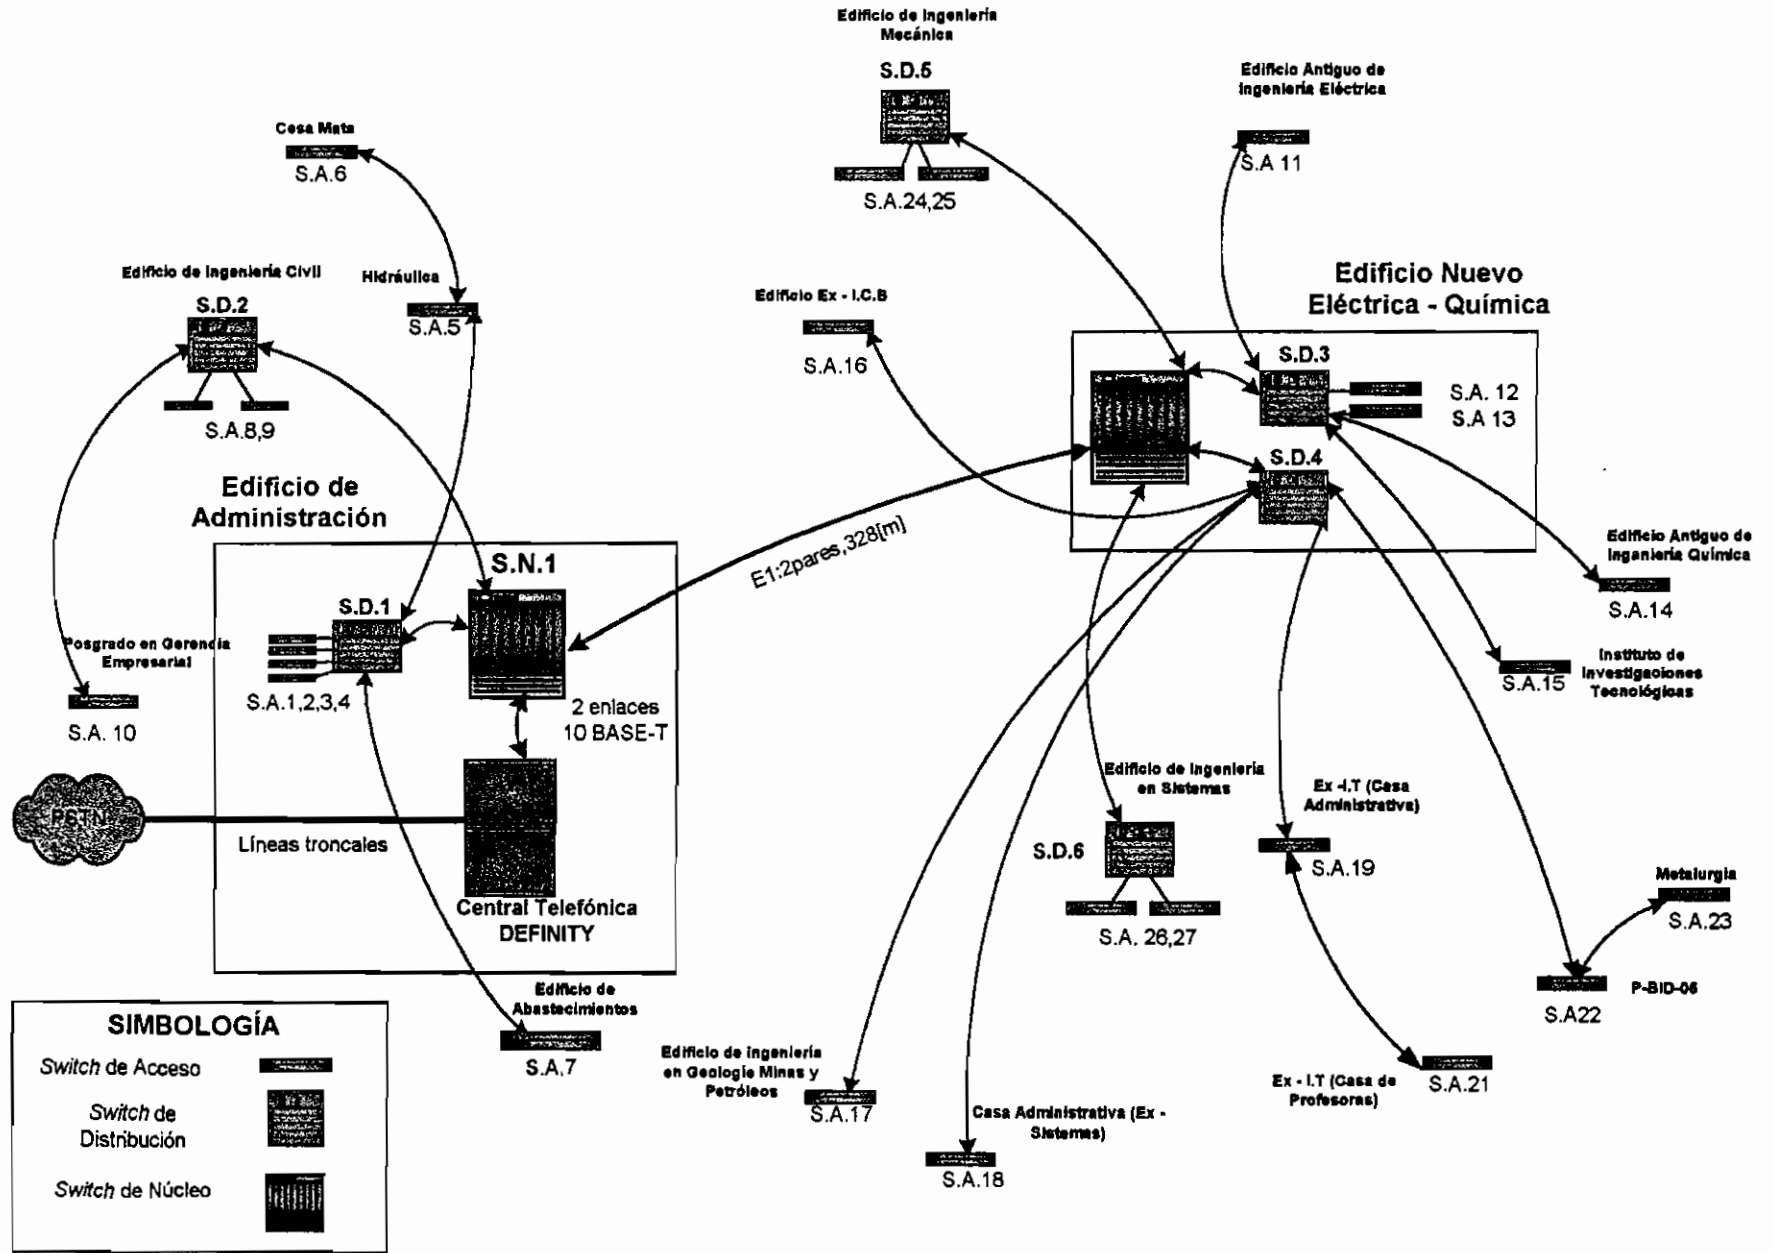 Edificio de Ingeniería
Mecánica
S.D.5
S.A.24,25
Edificio Antiguo de
Ingeniería Eléctrica
S.A 11
Casa Mata
S.A.6
Edificio de Ingeniería Civil
S.D.2
S.A.8,9
Hidráulica
S.A.5
Edificio Ex - I.C.B
S.A.16
Edificio Nuevo
Eléctrica - Química
S.D.3
S.A. 12
S.A 13
S.D.4
Edificio de
Administración
S.N.1
S.D.1
S.A.1,2,3,4
2 enlaces
10 BASE-T
E1:2pares,328[m]
Posgrado en Gerencia
Empresarial
S.A. 10
Edificio Antiguo de
Ingeniería Química
S.A.14
Instituto de
Investigaciones
Tecnológicas
S.A.15
PSTN
Líneas troncales
Central Telefónica
DEFINITY
Edificio de Ingeniería
en Sistemas
S.D.6
S.A. 26,27
Ex -I.T (Casa
Administrativa)
S.A.19
Metalurgia
S.A.23
P-BID-06
S.A22
Edificio de
Abastecimientos
S.A.7
Edificio de ingeniería
en Geología Minas y
Petróleos
S.A.17
Casa Administrativa (Ex -
Sistemas)
S.A.18
Ex - I.T (Casa de
Profesoras)
S.A.21
SIMBOLOGÍA
Switch de Acceso
Switch de
Distribución
Switch de Núcleo